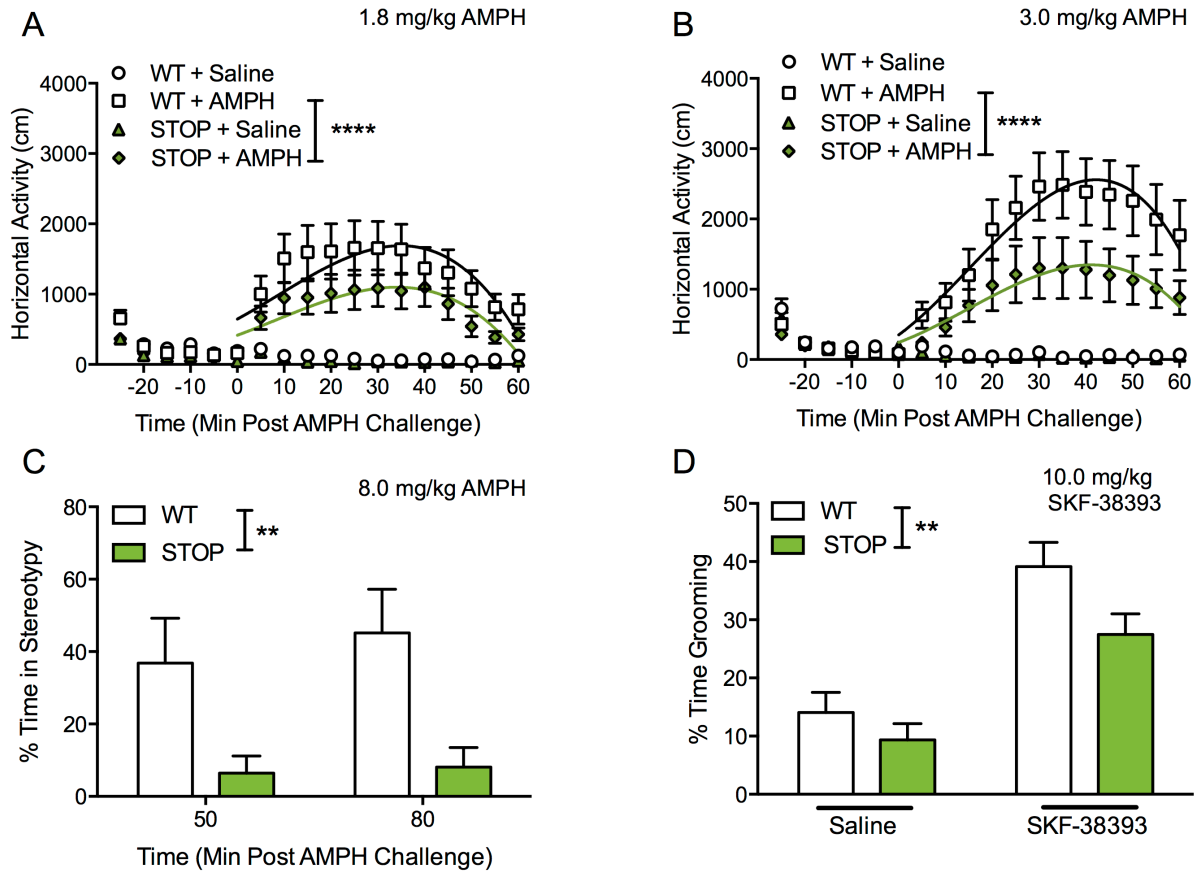 A
1.8 mg/kg AMPH
WT + Saline
WT + AMPH
STOP + Saline
STOP + AMPH
****
Horizontal Activity (cm)
4000
3000
2000
1000
0
-20 -10 0 10 20 30 40 50 60
Time (Min Post AMPH Challenge)
B
3.0 mg/kg AMPH
WT + Saline
WT + AMPH
STOP + Saline
STOP + AMPH
****
Horizontal Activity (cm)
4000
3000
2000
1000
0
-20 -10 0 10 20 30 40 50 60
Time (Min Post AMPH Challenge)
C
8.0 mg/kg AMPH
WT
STOP
**
% Time in Stereotypy
80
60
40
20
0
50 80
Time (Min Post AMPH Challenge)
D
10.0 mg/kg
SKF-38393
WT
STOP
**
% Time Grooming
50
40
30
20
10
0
Saline SKF-38393